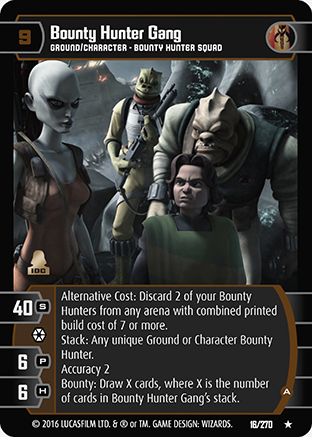 9
Bounty Hunter Gang
GROUND/CHARACTER - BOUNTY HUNTER SQUAD
IDC
40 S
6 P
6 H
Alternative Cost: Discard 2 of your Bounty
Hunters from any arena with combined printed
build cost of 7 or more.
Stack: Any unique Ground or Character Bounty
Hunter.
Accuracy 2
Bounty: Draw X cards, where X is the number
of cards in Bounty Hunter Gang's stack.
A
© 2016 LUCASFILM LTD. & ® or TM. GAME DESIGN: WIZARDS.
16/270 ★